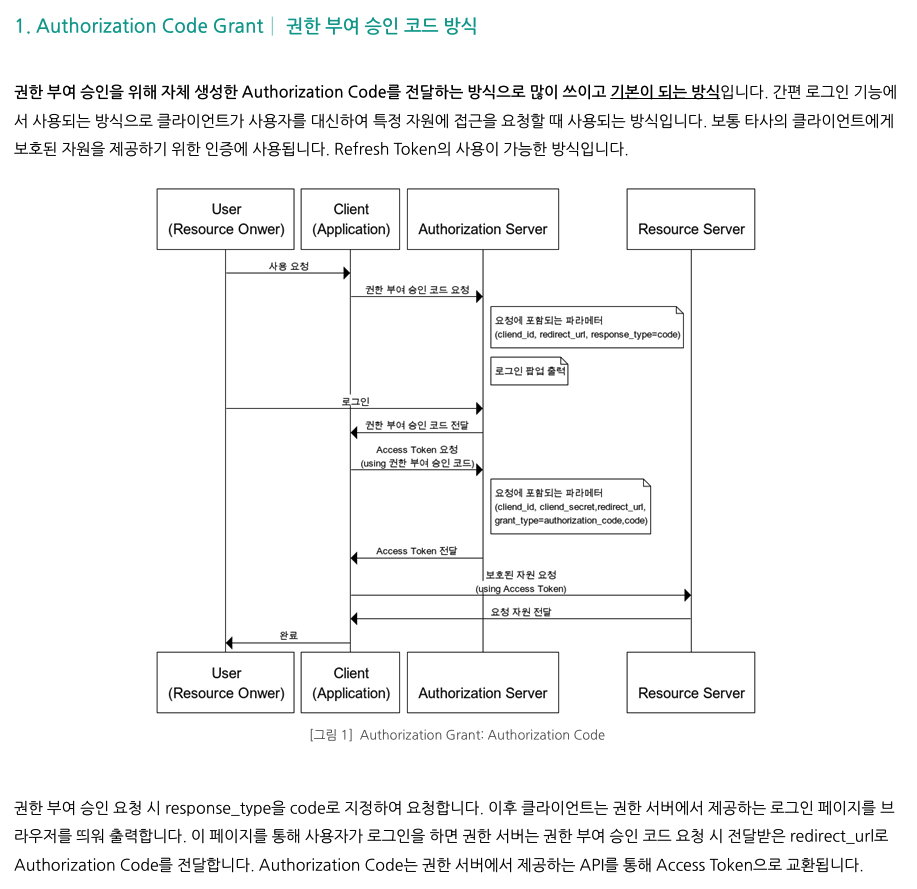 1. Authorization Code Grant│ 권한 부여 승인 코드 방식
권한 부여 승인을 위해 자체 생성한 Authorization Code를 전달하는 방식으로 많이 쓰이고 기본이 되는 방식입니다. 간편 로그인 기능에
서 사용되는 방식으로 클라이언트가 사용자를 대신하여 특정 자원에 접근을 요청할 때 사용되는 방식입니다. 보통 타사의 클라이언트에게
보호된 자원을 제공하기 위한 인증에 사용됩니다. Refresh Token의 사용이 가능한 방식입니다.
User
(Resource Onwer)
Client
(Application)
Authorization Server
Resource Server
사용 요청
권한 부여 승인 코드 요청
요청에 포함되는 파라메터
(cliend_id, redirect_url, response_type=code)
로그인 팝업 출력
로그인
권한 부여 승인 코드 전달
Access Token 요청
(using 권한 부여 승인 코드)
요청에 포함되는 파라메터
(cliend_id, cliend_secret,redirect_url,
grant_type=authorization_code,code)
Access Token 전달
보호된 자원 요청
(using Access Token)
요청 자원 전달
완료
User
(Resource Onwer)
Client
(Application)
Authorization Server
Resource Server
[그림 1] Authorization Grant: Authorization Code
권한 부여 승인 요청 시 response_type을 code로 지정하여 요청합니다. 이후 클라이언트는 권한 서버에서 제공하는 로그인 페이지를 브
라우저를 띄워 출력합니다. 이 페이지를 통해 사용자가 로그인을 하면 권한 서버는 권한 부여 승인 코드 요청 시 전달받은 redirect_url로
Authorization Code를 전달합니다. Authorization Code는 권한 서버에서 제공하는 API를 통해 Access Token으로 교환됩니다.